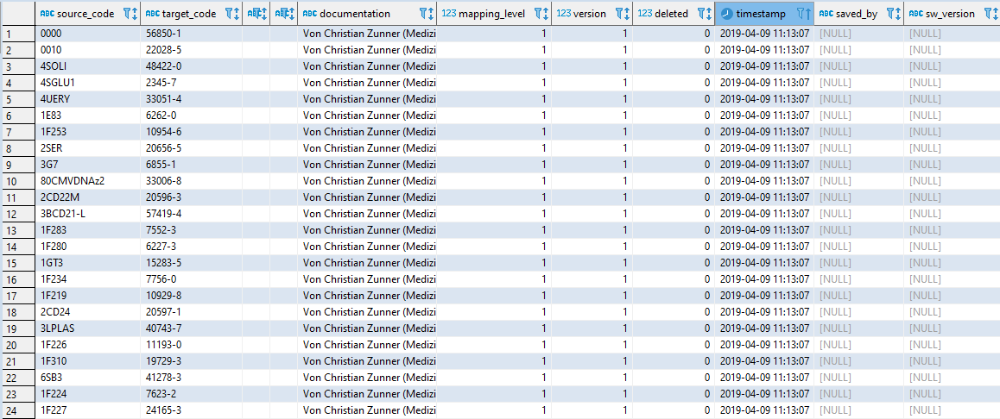 ABC source_code ABC target_code ABC ABC ABC documentation 123 mapping_level 123 version 123 deleted timestamp ABC saved_by ABC sw_version
1 0000 56850-1 Von Christian Zunner (Medizi 1 1 0 2019-04-09 11:13:07 [NULL] [NULL]
2 0010 22028-5 Von Christian Zunner (Medizi 1 1 0 2019-04-09 11:13:07 [NULL] [NULL]
3 4SOLI 48422-0 Von Christian Zunner (Medizi 1 1 0 2019-04-09 11:13:07 [NULL] [NULL]
4 4SGLU1 2345-7 Von Christian Zunner (Medizi 1 1 0 2019-04-09 11:13:07 [NULL] [NULL]
5 4UERY 33051-4 Von Christian Zunner (Medizi 1 1 0 2019-04-09 11:13:07 [NULL] [NULL]
6 1E83 6262-0 Von Christian Zunner (Medizi 1 1 0 2019-04-09 11:13:07 [NULL] [NULL]
7 1F253 10954-6 Von Christian Zunner (Medizi 1 1 0 2019-04-09 11:13:07 [NULL] [NULL]
8 2SER 20656-5 Von Christian Zunner (Medizi 1 1 0 2019-04-09 11:13:07 [NULL] [NULL]
9 3G7 6855-1 Von Christian Zunner (Medizi 1 1 0 2019-04-09 11:13:07 [NULL] [NULL]
10 80CMVDNAz2 33006-8 Von Christian Zunner (Medizi 1 1 0 2019-04-09 11:13:07 [NULL] [NULL]
11 2CD22M 20596-3 Von Christian Zunner (Medizi 1 1 0 2019-04-09 11:13:07 [NULL] [NULL]
12 3BCD21-L 57419-4 Von Christian Zunner (Medizi 1 1 0 2019-04-09 11:13:07 [NULL] [NULL]
13 1F283 7552-3 Von Christian Zunner (Medizi 1 1 0 2019-04-09 11:13:07 [NULL] [NULL]
14 1F280 6227-3 Von Christian Zunner (Medizi 1 1 0 2019-04-09 11:13:07 [NULL] [NULL]
15 1GT3 15283-5 Von Christian Zunner (Medizi 1 1 0 2019-04-09 11:13:07 [NULL] [NULL]
16 1F234 7756-0 Von Christian Zunner (Medizi 1 1 0 2019-04-09 11:13:07 [NULL] [NULL]
17 1F219 10929-8 Von Christian Zunner (Medizi 1 1 0 2019-04-09 11:13:07 [NULL] [NULL]
18 2CD24 20597-1 Von Christian Zunner (Medizi 1 1 0 2019-04-09 11:13:07 [NULL] [NULL]
19 3LPLAS 40743-7 Von Christian Zunner (Medizi 1 1 0 2019-04-09 11:13:07 [NULL] [NULL]
20 1F226 11193-0 Von Christian Zunner (Medizi 1 1 0 2019-04-09 11:13:07 [NULL] [NULL]
21 1F310 19729-3 Von Christian Zunner (Medizi 1 1 0 2019-04-09 11:13:07 [NULL] [NULL]
22 6SB3 41278-3 Von Christian Zunner (Medizi 1 1 0 2019-04-09 11:13:07 [NULL] [NULL]
23 1F224 7623-2 Von Christian Zunner (Medizi 1 1 0 2019-04-09 11:13:07 [NULL] [NULL]
24 1F227 24165-3 Von Christian Zunner (Medizi 1 1 0 2019-04-09 11:13:07 [NULL] [NULL]